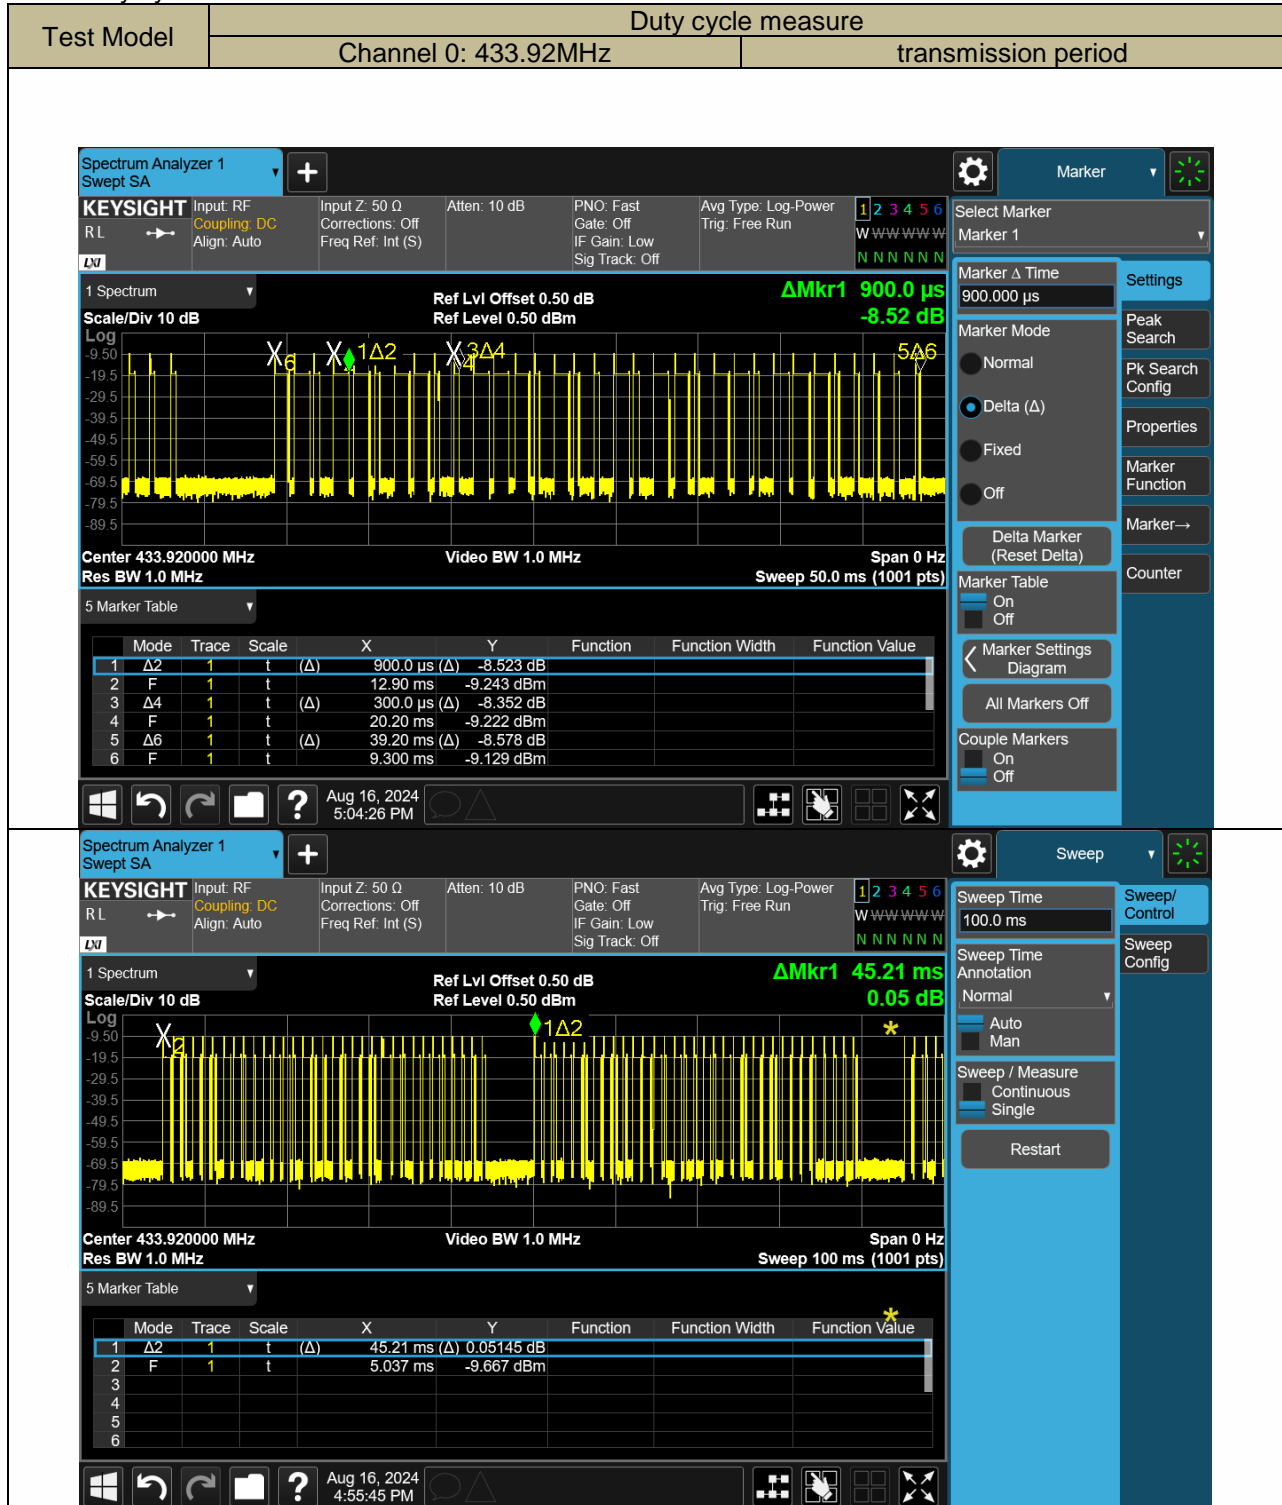 Test Model
Duty cycle measure
Channel 0: 433.92MHz
transmission period
Spectrum Analyzer 1
Swept SA
Marker
KEYSIGHT
RL
LXI
Input: RF
Coupling: DC
Align: Auto
Input Z: 50 Ω
Corrections: Off
Freq Ref: Int (S)
Atten: 10 dB
PNO: Fast
Gate: Off
IF Gain: Low
Sig Track: Off
Avg Type: Log-Power
Trig: Free Run
1 2 3 4 5 6
W W W W W W
N N N N N N
Select Marker
Marker 1
1 Spectrum
Scale/Div 10 dB
Ref Lvl Offset 0.50 dB
Ref Level 0.50 dBm
ΔMkr1 900.0 µs
-8.52 dB
Log
-9.50
-19.5
-29.5
-39.5
-49.5
-59.5
-69.5
-79.5
-89.5
6
1Δ2
3Δ4
4
5Δ6
Center 433.920000 MHz
Res BW 1.0 MHz
Video BW 1.0 MHz
Span 0 Hz
Sweep 50.0 ms (1001 pts)
Marker Δ Time
900.000 µs
Marker Mode
Normal
Delta (Δ)
Fixed
Off
Delta Marker
(Reset Delta)
Marker Table
On
Off
Marker Settings
Diagram
All Markers Off
Couple Markers
On
Off
Settings
Peak
Search
Pk Search
Config
Properties
Marker
Function
Marker→
Counter
5 Marker Table
Mode Trace Scale X Y Function Function Width Function Value
1 Δ2 1 t (Δ) 900.0 µs (Δ) -8.523 dB
2 F 1 t 12.90 ms -9.243 dBm
3 Δ4 1 t (Δ) 300.0 µs (Δ) -8.352 dB
4 F 1 t 20.20 ms -9.222 dBm
5 Δ6 1 t (Δ) 39.20 ms (Δ) -8.578 dB
6 F 1 t 9.300 ms -9.129 dBm
?
Aug 16, 2024
5:04:26 PM
Spectrum Analyzer 1
Swept SA
Sweep
KEYSIGHT
RL
LXI
Input: RF
Coupling: DC
Align: Auto
Input Z: 50 Ω
Corrections: Off
Freq Ref: Int (S)
Atten: 10 dB
PNO: Fast
Gate: Off
IF Gain: Low
Sig Track: Off
Avg Type: Log-Power
Trig: Free Run
1 2 3 4 5 6
W W W W W W
N N N N N N
1 Spectrum
Scale/Div 10 dB
Ref Lvl Offset 0.50 dB
Ref Level 0.50 dBm
ΔMkr1 45.21 ms
0.05 dB
Log
-9.50
-19.5
-29.5
-39.5
-49.5
-59.5
-69.5
-79.5
-89.5
2
1Δ2
*
Center 433.920000 MHz
Res BW 1.0 MHz
Video BW 1.0 MHz
Span 0 Hz
Sweep 100 ms (1001 pts)
Sweep Time
100.0 ms
Sweep Time
Annotation
Normal
Auto
Man
Sweep / Measure
Continuous
Single
Restart
Sweep/
Control
Sweep
Config
5 Marker Table
*
Mode Trace Scale X Y Function Function Width Function Value
1 Δ2 1 t (Δ) 45.21 ms (Δ) 0.05145 dB
2 F 1 t 5.037 ms -9.667 dBm
3
4
5
6
?
Aug 16, 2024
4:55:45 PM